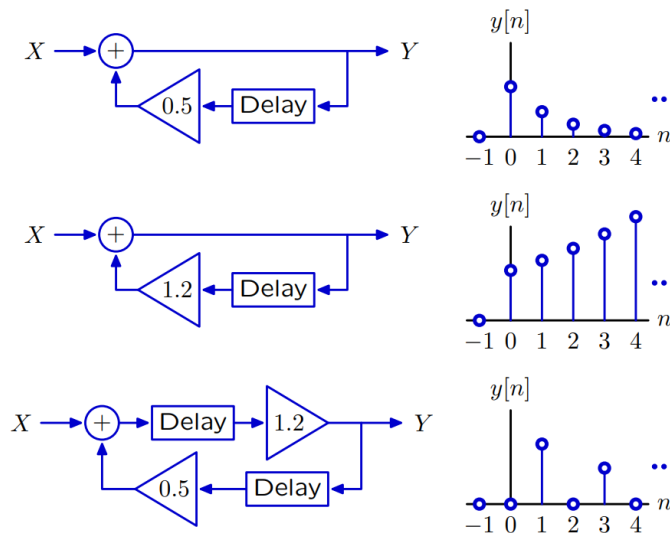 y[n]
X + Y
0.5 Delay
n
−1 0 1 2 3 4
y[n]
X + Y
1.2 Delay
n
−1 0 1 2 3 4
y[n]
X + Delay 1.2 Y
0.5 Delay
n
−1 0 1 2 3 4